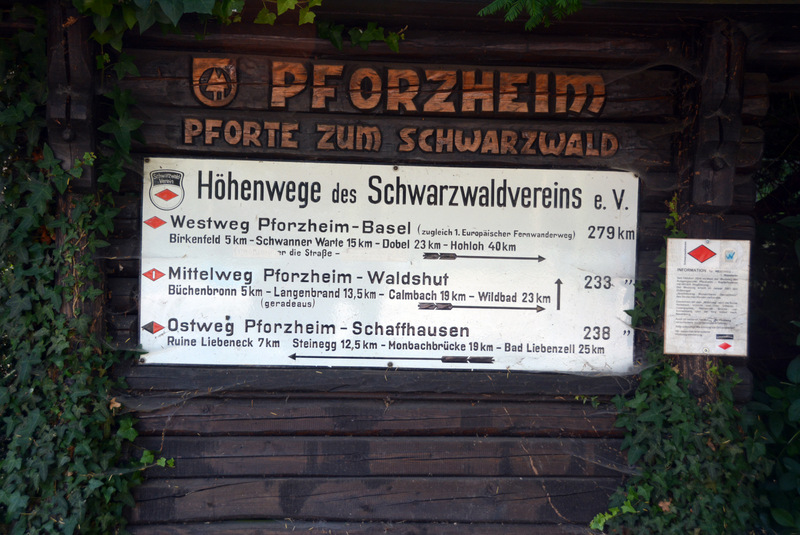 PFORZHEIM
PFORTE ZUM SCHWARZWALD
Schwarzwald Verein
Höhenwege des Schwarzwaldvereins e. V.
Westweg Pforzheim-Basel (zugleich 1. Europäischer Fernwanderweg) 279 km
Birkenfeld 5 km - Schwanner Warte 15 km - Dobel 23 km - Hohloh 40 km
er die Straße -
Mittelweg Pforzheim - Waldshut 233 "
Büchenbronn 5 km - Langenbrand 13,5 km - Calmbach 19 km - Wildbad 23 km
(geradeaus)
Ostweg Pforzheim - Schaffhausen 238 "
Ruine Liebeneck 7 km Steinegg 12,5 km - Monbachbrücke 19 km - Bad Liebenzell 25 km
INFORMATION